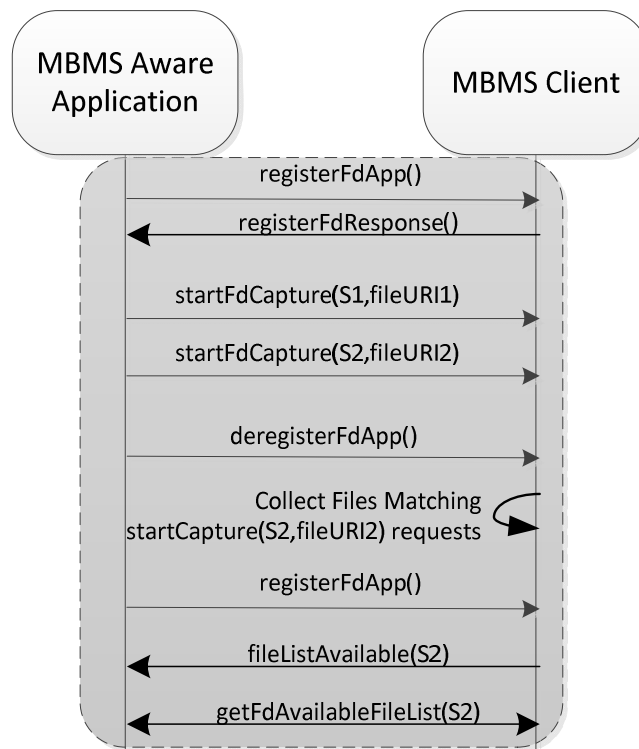 MBMS Aware
Application
MBMS Client
registerFdApp()
registerFdResponse()
startFdCapture(S1,fileURI1)
startFdCapture(S2,fileURI2)
deregisterFdApp()
Collect Files Matching
startCapture(S2,fileURI2) requests
registerFdApp()
fileListAvailable(S2)
getFdAvailableFileList(S2)